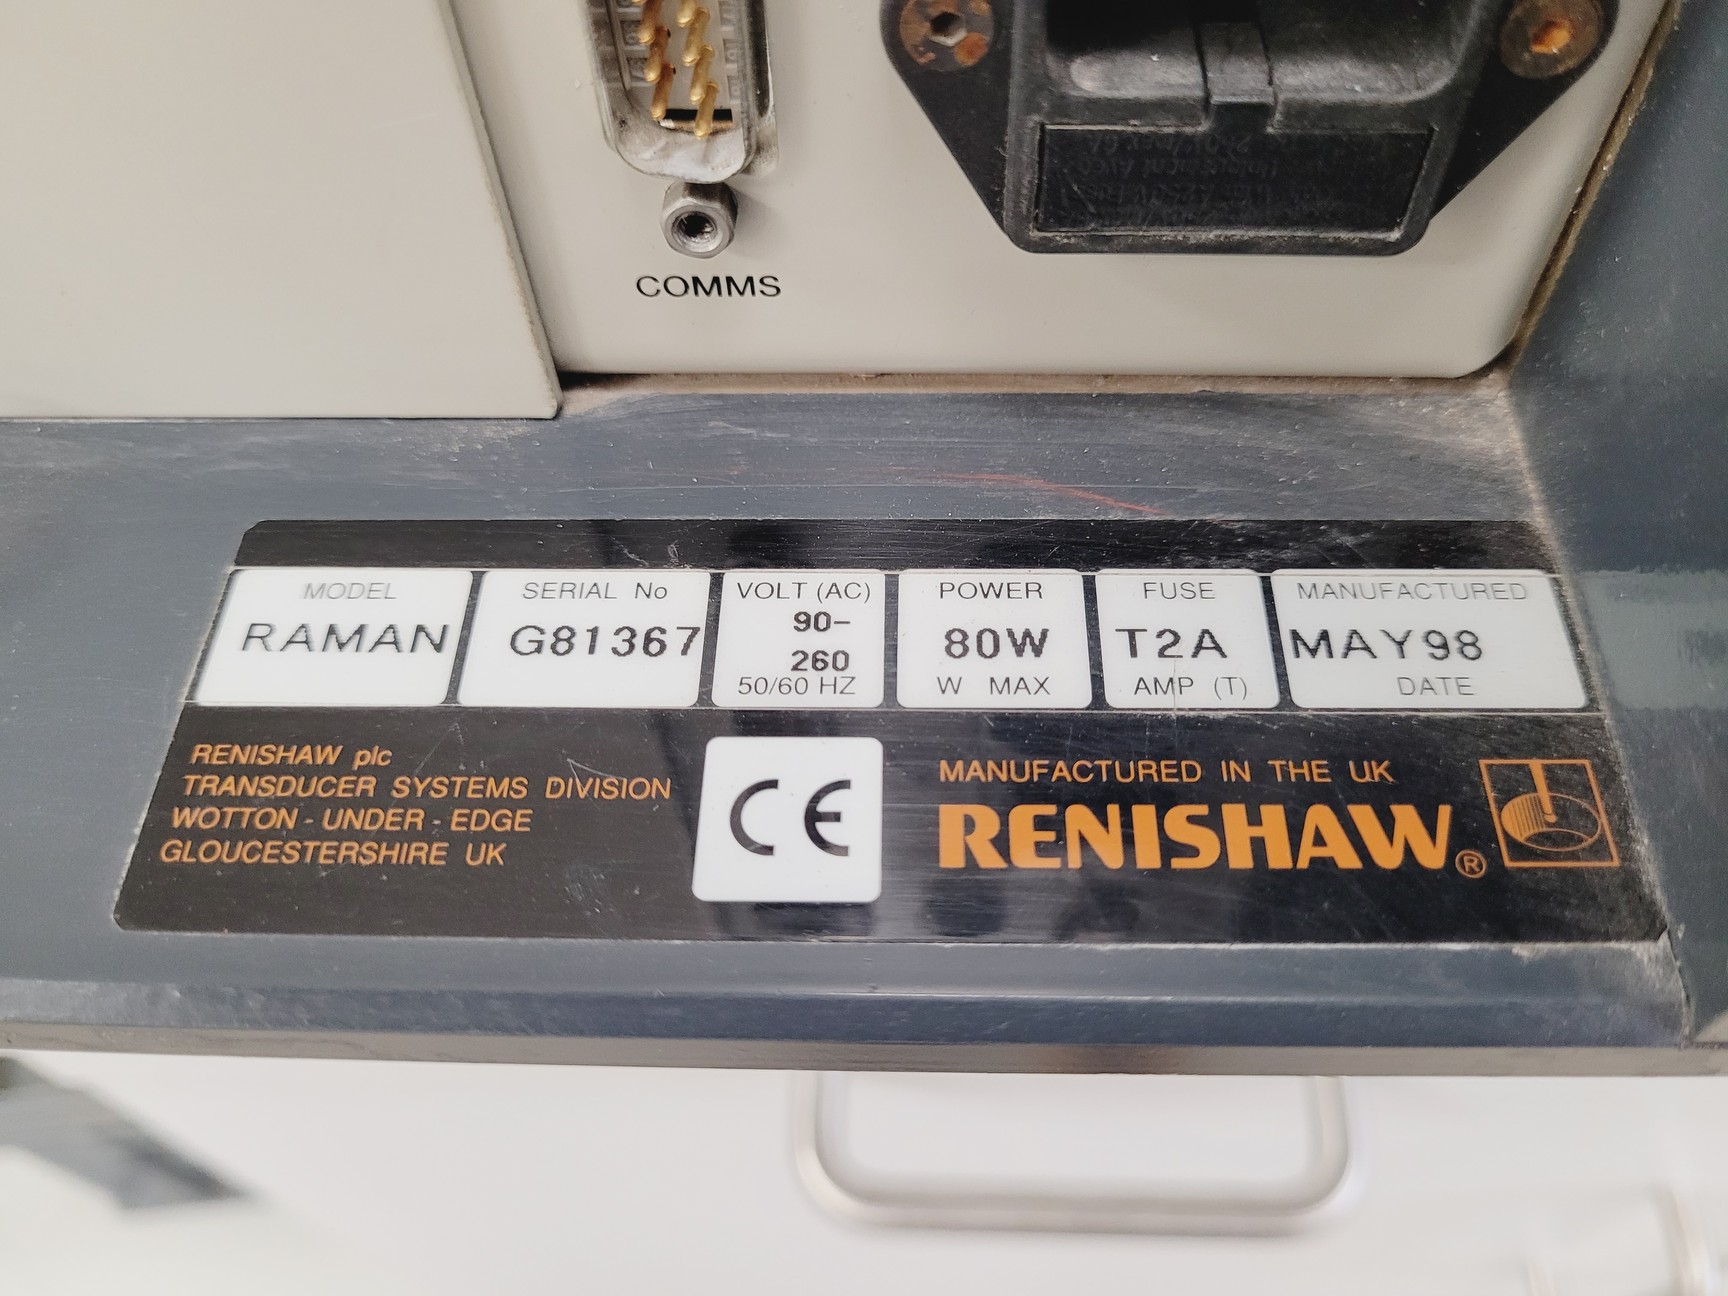 COMMS
MODEL
RAMAN
SERIAL No
G81367
VOLT (AC)
90-
260
50/60 HZ
POWER
80W
W MAX
FUSE
T2A
AMP (T)
MANUFACTURED
MAY98
DATE
RENISHAW plc
TRANSDUCER SYSTEMS DIVISION
WOTTON - UNDER - EDGE
GLOUCESTERSHIRE UK
CE
MANUFACTURED IN THE UK
RENISHAW®